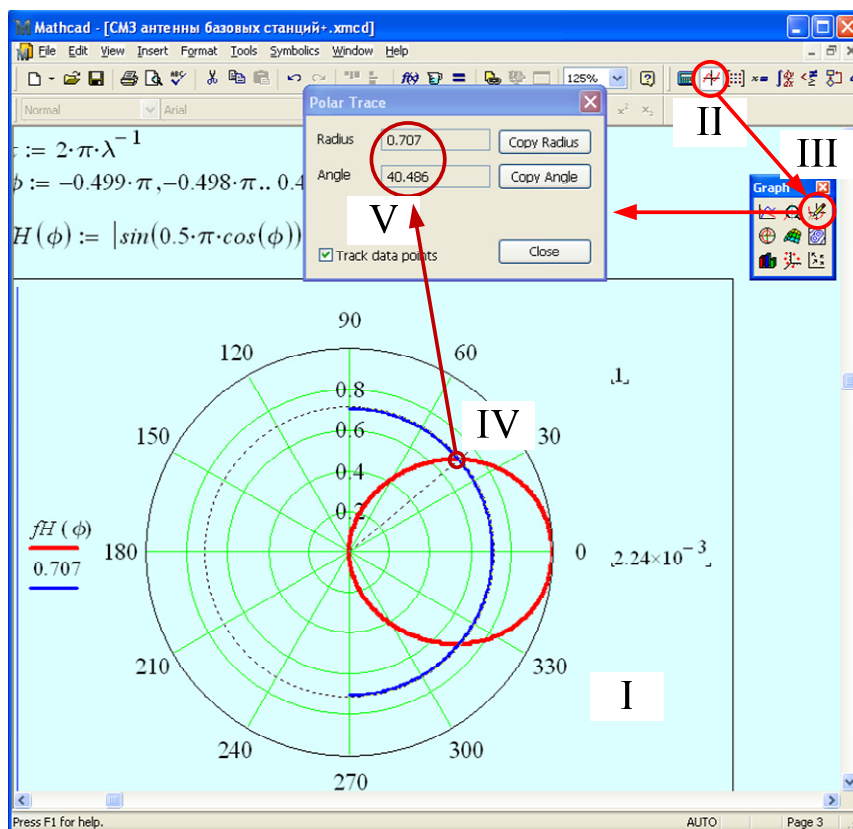 Mathcad - [СМЗ антенны базовых станций+.xmcd]
File Edit View Insert Format Tools Symbolics Window Help
125%
Normal Arial
II
III
Polar Trace
Radius 0.707 Copy Radius
Angle 40.486 Copy Angle
V
Track data points Close
Graph
:= 2·π·λ⁻¹
ϕ := −0.499·π,−0.498·π.. 0.4
H(ϕ) := |sin(0.5·π·cos(ϕ))
90
120 60
1
0.8
IV
150 0.6 30
0.4
0.2
fH(ϕ)
0.707
180 0 2.24×10⁻³
210 330
I
240 300
270
Press F1 for help. AUTO Page 3